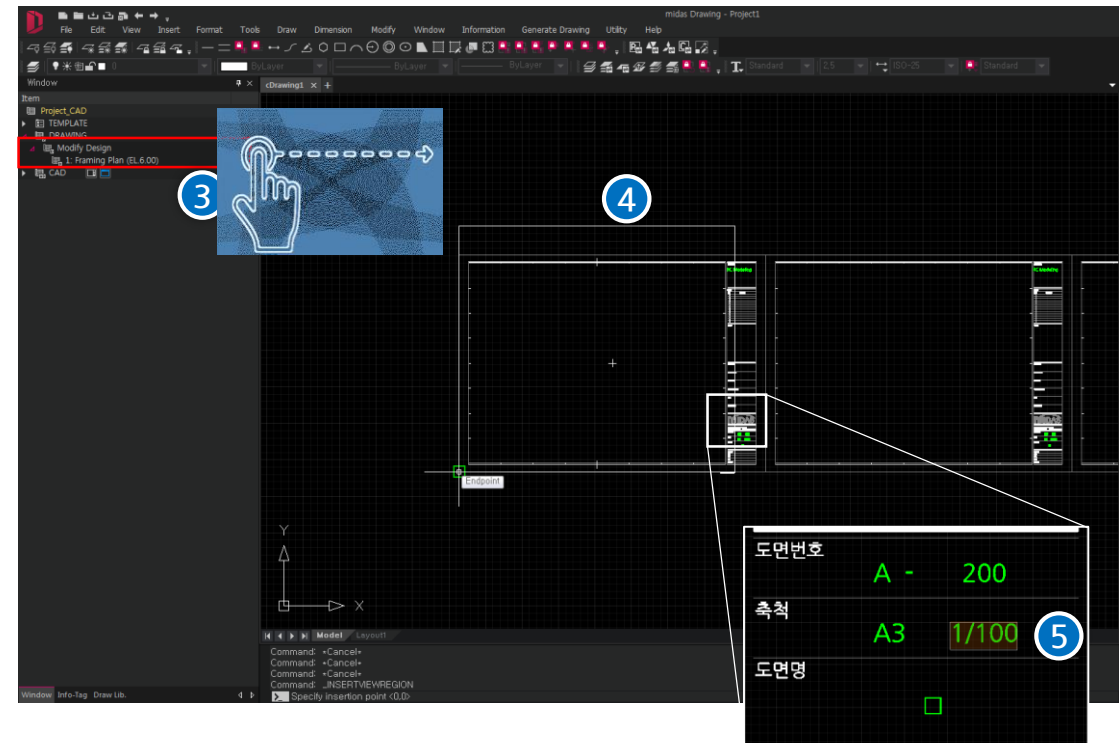 midas Drawing - Project1
File Edit View Insert Format Tools Draw Dimension Modify Window Information Generate Drawing Utility Help
0 ByLayer ByLayer ByLayer Standard 2,5 ISO-25 Standard
Window
cDrawing1
Item
Project_CAD
TEMPLATE
DRAWING
Modify Design
1: Framing Plan (EL.6.00)
CAD
3
4
Endpoint
Y
X
도면번호
A - 200
축척
A3 1/100
5
도면명
Model Layout1
Command: *Cancel*
Command: *Cancel*
Command: *Cancel*
Command: _INSERTVIEWREGION
Specify insertion point <0,0>
Window Info-Tag Draw Lib.